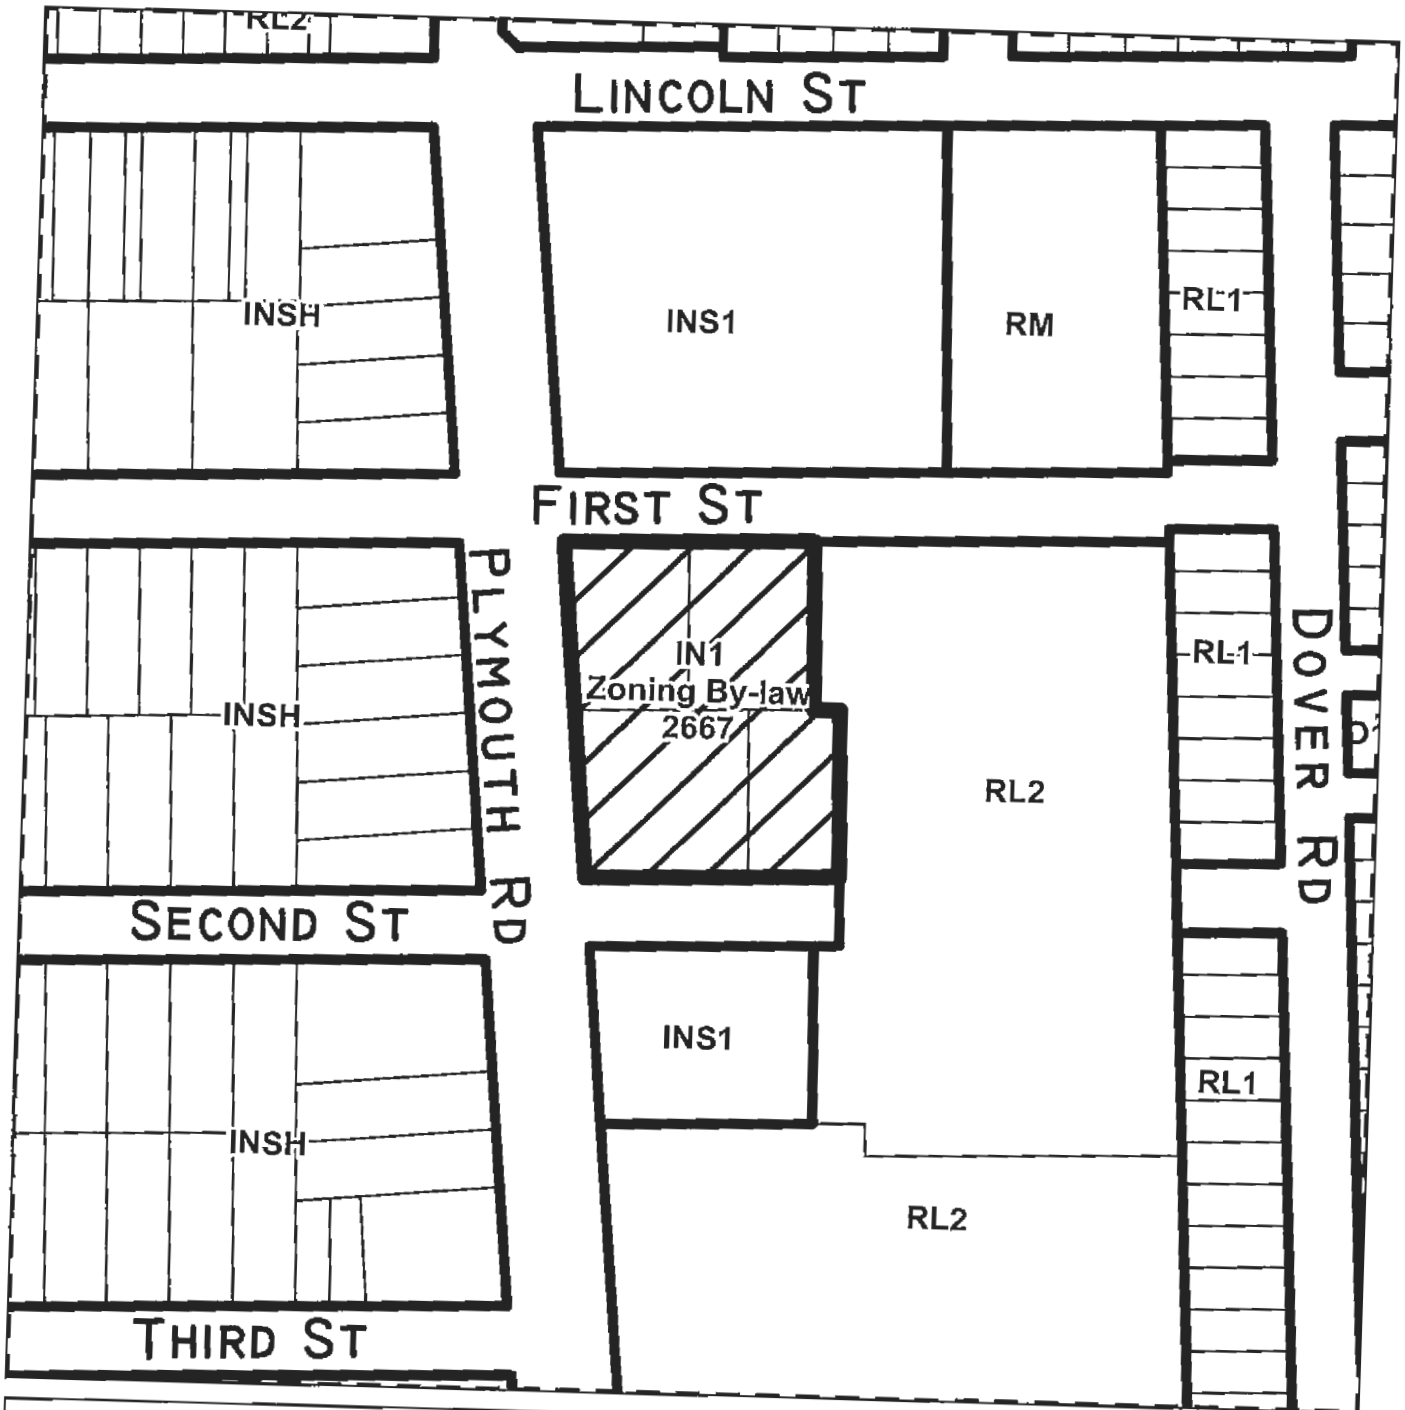 RL2
LINCOLN ST
INSH
INS1
RM
RL1
FIRST ST
PLYMOUTH RD
IN1
Zoning By-law
2667
INSH
RL1
DOVER RD
RL2
SECOND ST
INS1
RL1
INSH
RL2
THIRD ST